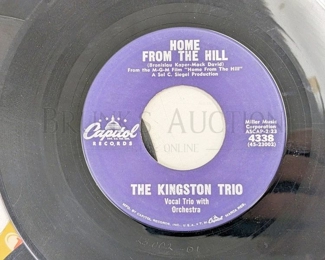 HOME
FROM THE HILL
(Bronislau Kaper-Mack David)
From the M-G-M Film "Home From The Hill"
A Sol C. Siegel Production
Capitol
RECORDS
Miller Music
Corporation
ASCAP-2:33
4338
(45-23002)
THE KINGSTON TRIO
Vocal Trio with
Orchestra